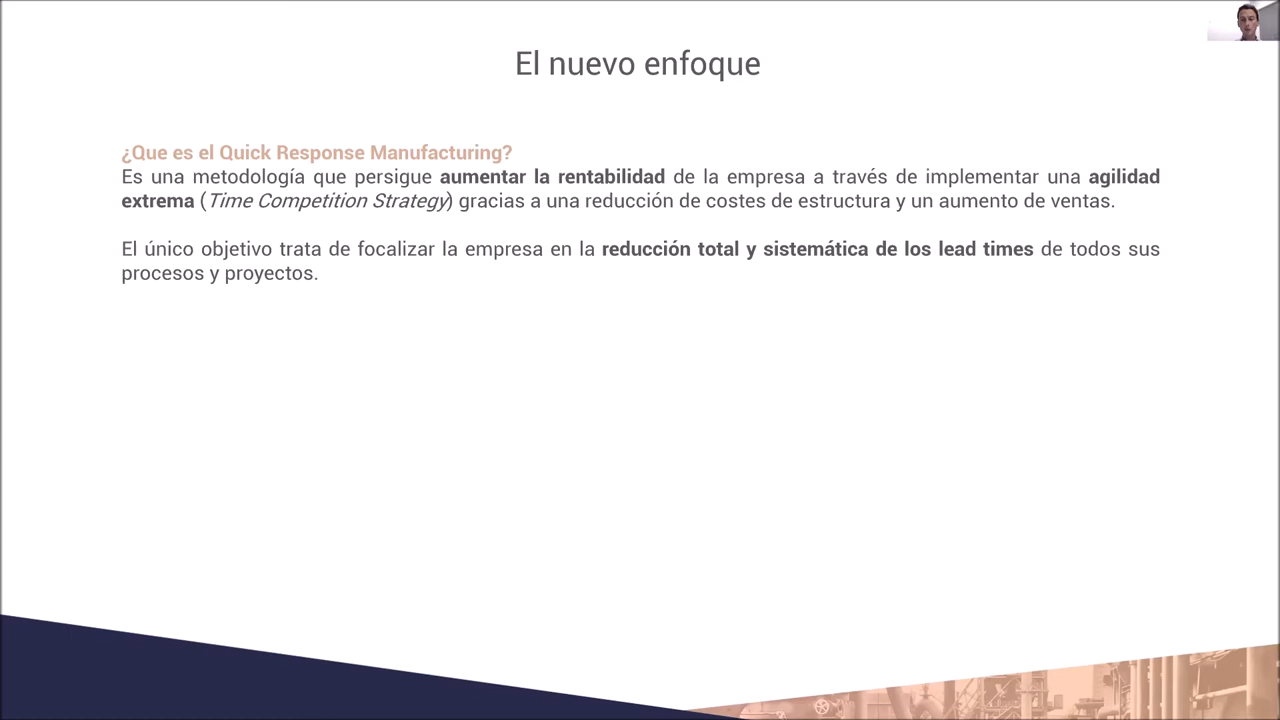 El nuevo enfoque
¿Que es el Quick Response Manufacturing?
Es una metodología que persigue aumentar la rentabilidad de la empresa a través de implementar una agilidad
extrema (Time Competition Strategy) gracias a una reducción de costes de estructura y un aumento de ventas.
El único objetivo trata de focalizar la empresa en la reducción total y sistemática de los lead times de todos sus
procesos y proyectos.